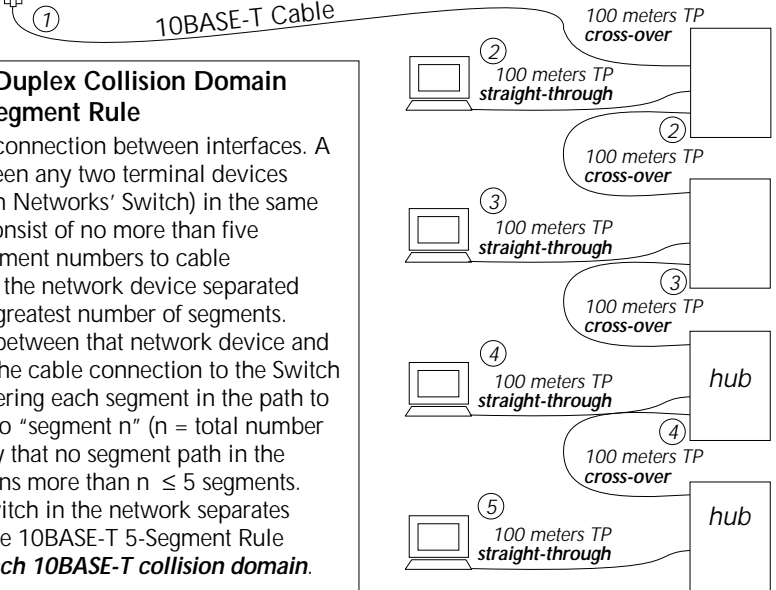 1
10BASE-T Cable
100 meters TP
cross-over
Duplex Collision Domain
egment Rule
connection between interfaces. A
een any two terminal devices
n Networks’ Switch) in the same
onsist of no more than five
ment numbers to cable
the network device separated
greatest number of segments.
between that network device and
he cable connection to the Switch
ering each segment in the path to
o “segment n” (n = total number
y that no segment path in the
ns more than n ≤ 5 segments.
witch in the network separates
e 10BASE-T 5-Segment Rule
ch 10BASE-T collision domain.
2
100 meters TP
straight-through
2
100 meters TP
cross-over
3
100 meters TP
straight-through
3
100 meters TP
cross-over
4
100 meters TP
straight-through
hub
4
100 meters TP
cross-over
5
100 meters TP
straight-through
hub